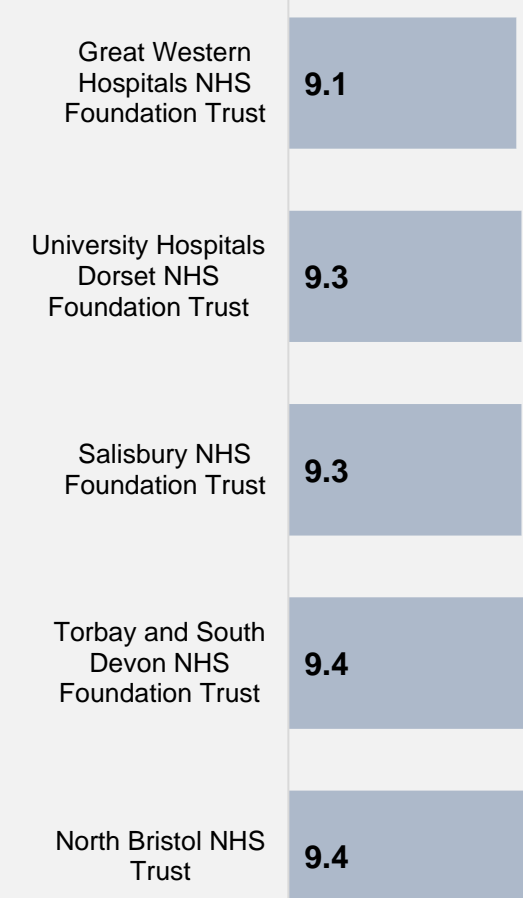 Great Western
Hospitals NHS
Foundation Trust
9.1
University Hospitals
Dorset NHS
Foundation Trust
9.3
Salisbury NHS
Foundation Trust
9.3
Torbay and South
Devon NHS
Foundation Trust
9.4
North Bristol NHS
Trust
9.4